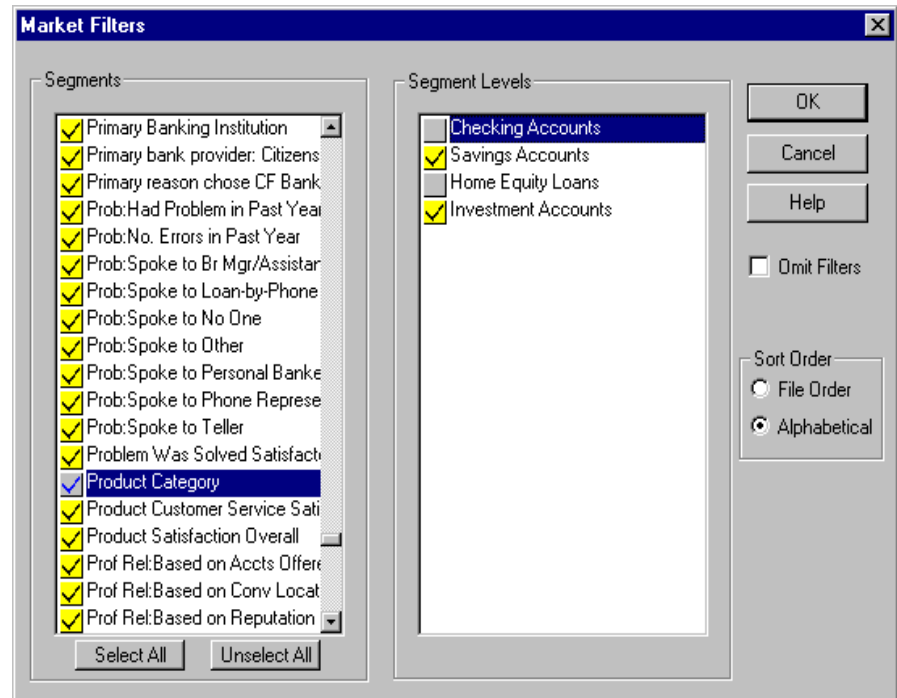 Market Filters
Segments
Primary Banking Institution
Primary bank provider: Citizens
Primary reason chose CF Bank
Prob:Had Problem in Past Year
Prob:No. Errors in Past Year
Prob:Spoke to Br Mgr/Assistar
Prob:Spoke to Loan-by-Phone
Prob:Spoke to No One
Prob:Spoke to Other
Prob:Spoke to Personal Banke
Prob:Spoke to Phone Represe
Prob:Spoke to Teller
Problem Was Solved Satisfact
Product Category
Product Customer Service Sati
Product Satisfaction Overall
Prof Rel:Based on Accts Offere
Prof Rel:Based on Conv Locat
Prof Rel:Based on Reputation
Select All
Unselect All
Segment Levels
Checking Accounts
Savings Accounts
Home Equity Loans
Investment Accounts
OK
Cancel
Help
Omit Filters
Sort Order
File Order
Alphabetical